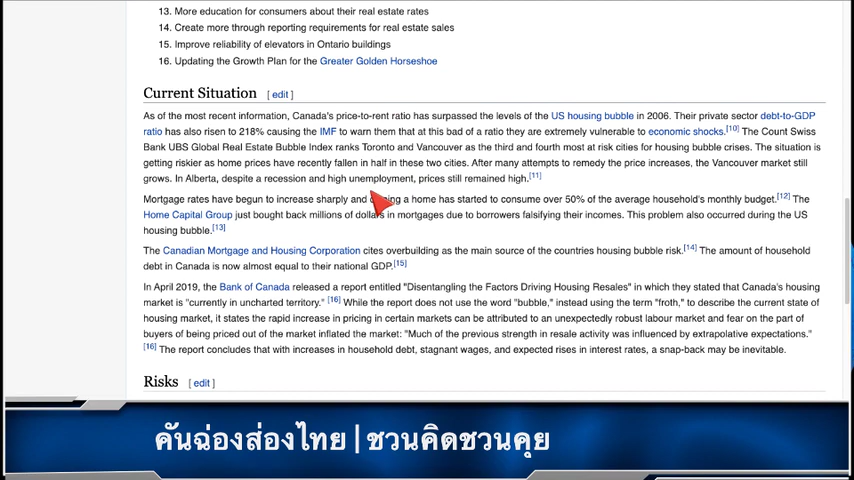 13. More education for consumers about their real estate rates
14. Create more through reporting requirements for real estate sales
15. Improve reliability of elevators in Ontario buildings
16. Updating the Growth Plan for the Greater Golden Horseshoe
Current Situation [ edit ]
As of the most recent information, Canada's price-to-rent ratio has surpassed the levels of the US housing bubble in 2006. Their private sector debt-to-GDP
ratio has also risen to 218% causing the IMF to warn them that at this bad of a ratio they are extremely vulnerable to economic shocks.[10] The Count Swiss
Bank UBS Global Real Estate Bubble Index ranks Toronto and Vancouver as the third and fourth most at risk cities for housing bubble crises. The situation is
getting riskier as home prices have recently fallen in half in these two cities. After many attempts to remedy the price increases, the Vancouver market still
grows. In Alberta, despite a recession and high unemployment, prices still remained high.[11]
Mortgage rates have begun to increase sharply and a home has started to consume over 50% of the average household's monthly budget.[12] The
Home Capital Group just bought back millions of dollars in mortgages due to borrowers falsifying their incomes. This problem also occurred during the US
housing bubble.[13]
The Canadian Mortgage and Housing Corporation cites overbuilding as the main source of the countries housing bubble risk.[14] The amount of household
debt in Canada is now almost equal to their national GDP.[15]
In April 2019, the Bank of Canada released a report entitled "Disentangling the Factors Driving Housing Resales" in which they stated that Canada's housing
market is "currently in uncharted territory." [16] While the report does not use the word "bubble," instead using the term "froth," to describe the current state of
housing market, it states the rapid increase in pricing in certain markets can be attributed to an unexpectedly robust labour market and fear on the part of
buyers of being priced out of the market inflated the market: "Much of the previous strength in resale activity was influenced by extrapolative expectations."
[16] The report concludes that with increases in household debt, stagnant wages, and expected rises in interest rates, a snap-back may be inevitable.
Risks [ edit ]
คันฉ่องส่องไทย | ชวนคิดชวนคุย